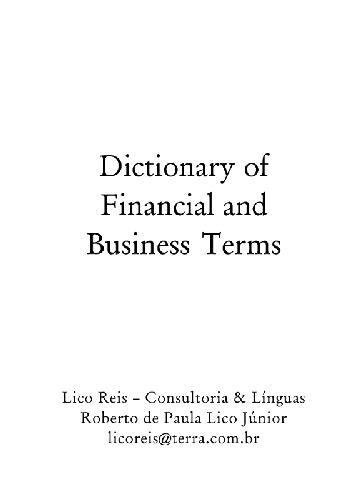 Dictionary of
Financial and
Business Terms
Lico Reis – Consultoria & Línguas
Roberto de Paula Lico Júnior
licoreis@terra.com.br